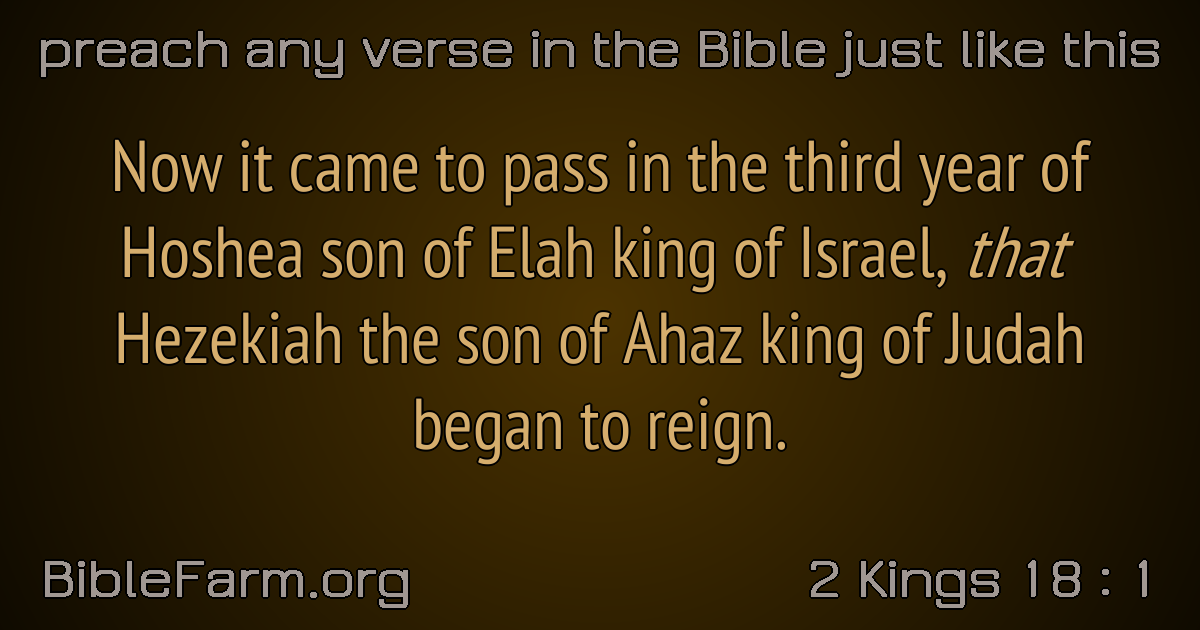 preach any verse in the Bible just like this
Now it came to pass in the third year of
Hoshea son of Elah king of Israel, that
Hezekiah the son of Ahaz king of Judah
began to reign.
BibleFarm.org
2 Kings 18 : 1